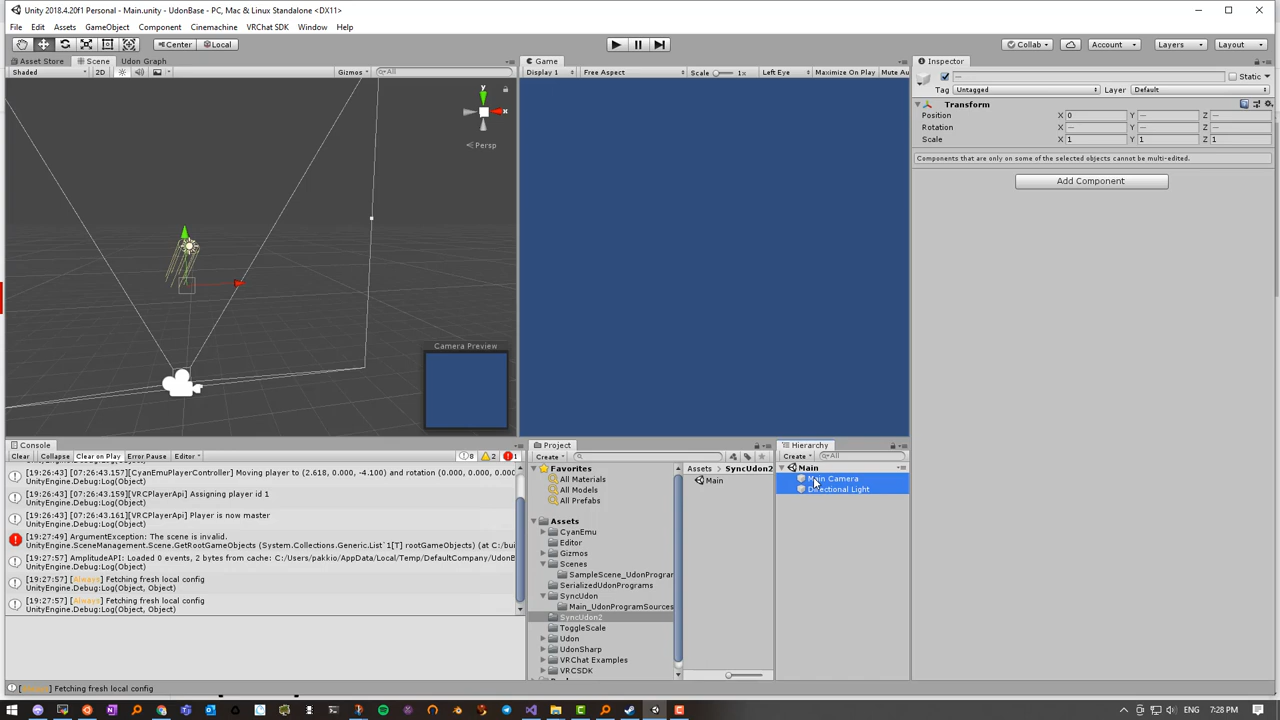 Unity 2018.4.20f1 Personal - Main.unity - UdonBase - PC, Mac & Linux Standalone <DX11>
File Edit Assets GameObject Component Cinemachine VRChat SDK Window Help
Center Local Collab Account Layers Layout
Asset Store Scene Udon Graph
Shaded 2D Gizmos All
y
x
Persp
Camera Preview
Game
Display 1 Free Aspect Scale 1x Left Eye Maximize On Play Mute Au
Inspector
— Static
Tag Untagged Layer Default
Transform
Position X 0 Y — Z —
Rotation X — Y — Z —
Scale X 1 Y 1 Z 1
Components that are only on some of the selected objects cannot be multi-edited.
Add Component
Console
Clear Collapse Clear on Play Error Pause Editor 8 2 1
[19:26:43] [CyanEmuPlayerController] Moving player to (2.618, 0.000, -4.100) and rotation (0.000, 0.000, 0.0
UnityEngine.Debug:Log(Object)
[19:26:43] [07:26:43.159][VRCPlayerApi] Assigning player id 1
UnityEngine.Debug:Log(Object)
[19:26:43] [07:26:43.161][VRCPlayerApi] Player is now master
UnityEngine.Debug:Log(Object)
[19:27:49] ArgumentException: The scene is invalid.
UnityEngine.SceneManagement.Scene.GetRootGameObjects (System.Collections.Generic.List`1[T] rootGameObjects) (at C:/bui
[19:27:57] AmplitudeAPI: Loaded 0 events, 2 bytes from cache: C:/Users/pakkio/AppData/Local/Temp/DefaultCompany/UdonB
UnityEngine.Debug:Log(Object)
[19:27:57] [Always] Fetching fresh local config
UnityEngine.Debug:Log(Object, Object)
[19:27:57] [Always] Fetching fresh local config
UnityEngine.Debug:Log(Object, Object)
Project
Create
Favorites
All Materials
All Models
All Prefabs
Assets
CyanEmu
Editor
Gizmos
Scenes
SampleScene_UdonPrograr
SerializedUdonPrograms
SyncUdon
Main_UdonProgramSources
SyncUdon2
ToggleScale
Udon
UdonSharp
VRChat Examples
VRCSDK
Assets SyncUdon2
Main
Hierarchy
Create All
Main
Main Camera
Directional Light
Fetching fresh local config
ENG 7:28 PM